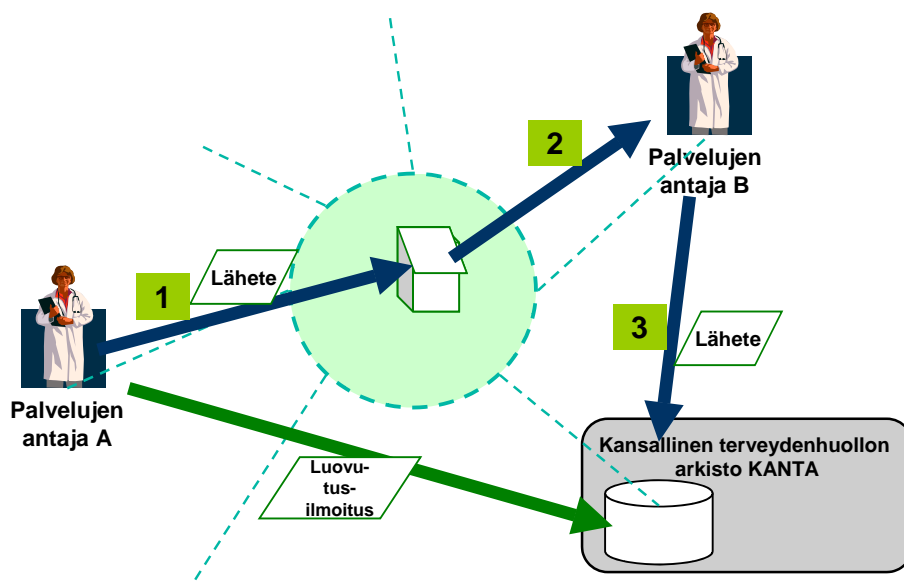 2
Palvelujen
antaja B
1
Lähete
3
Lähete
Palvelujen
antaja A
Luovu-
tus-
ilmoitus
Kansallinen terveydenhuollon
arkisto KANTA